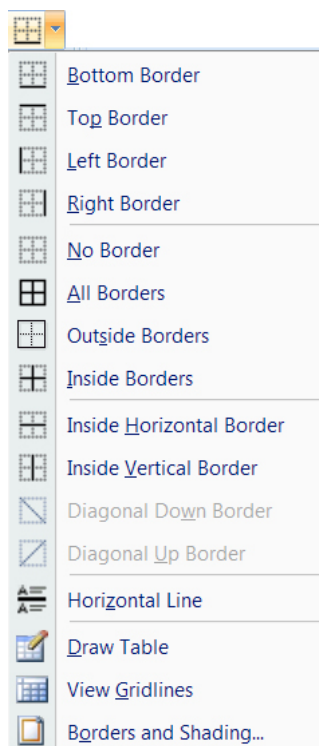 Bottom Border
Top Border
Left Border
Right Border
No Border
All Borders
Outside Borders
Inside Borders
Inside Horizontal Border
Inside Vertical Border
Diagonal Down Border
Diagonal Up Border
Horizontal Line
Draw Table
View Gridlines
Borders and Shading...